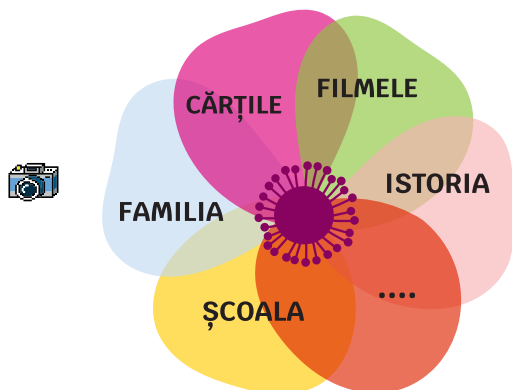 FILMELE
CĂRȚILE
ISTORIA
FAMILIA
....
ȘCOALA